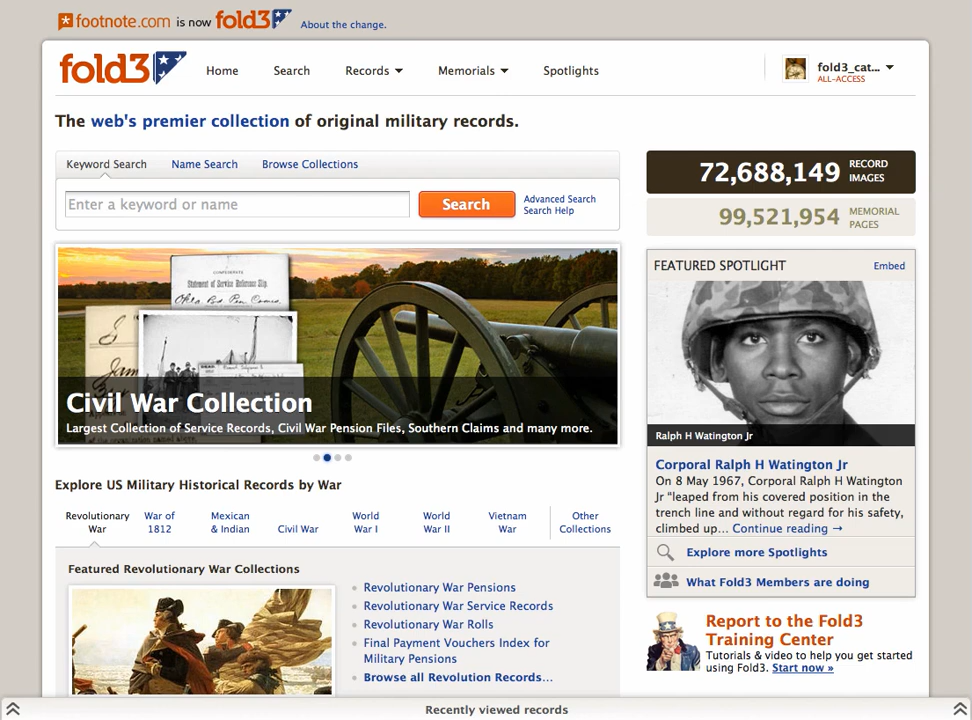 footnote.com is now fold3 About the change.
fold3 Home Search Records Memorials Spotlights fold3_cat...
ALL-ACCESS
The web's premier collection of original military records.
Keyword Search Name Search Browse Collections
Enter a keyword or name Search
Advanced Search
Search Help
72,688,149 RECORD IMAGES
99,521,954 MEMORIAL PAGES
CONFEDERATE
Civil War Collection
Largest Collection of Service Records, Civil War Pension Files, Southern Claims and many more.
FEATURED SPOTLIGHT Embed
Ralph H Watington Jr
Corporal Ralph H Watington Jr
On 8 May 1967, Corporal Ralph H Watington
Jr “leaped from his covered position in the
trench line and without regard for his safety,
climbed up... Continue reading →
Explore more Spotlights
What Fold3 Members are doing
Report to the Fold3
Training Center
Tutorials & video to help you get started
using Fold3. Start now »
Explore US Military Historical Records by War
Revolutionary War
War of 1812
Mexican & Indian
Civil War
World War I
World War II
Vietnam War
Other Collections
Featured Revolutionary War Collections
Revolutionary War Pensions
Revolutionary War Service Records
Revolutionary War Rolls
Final Payment Vouchers Index for
Military Pensions
Browse all Revolution Records...
Recently viewed records